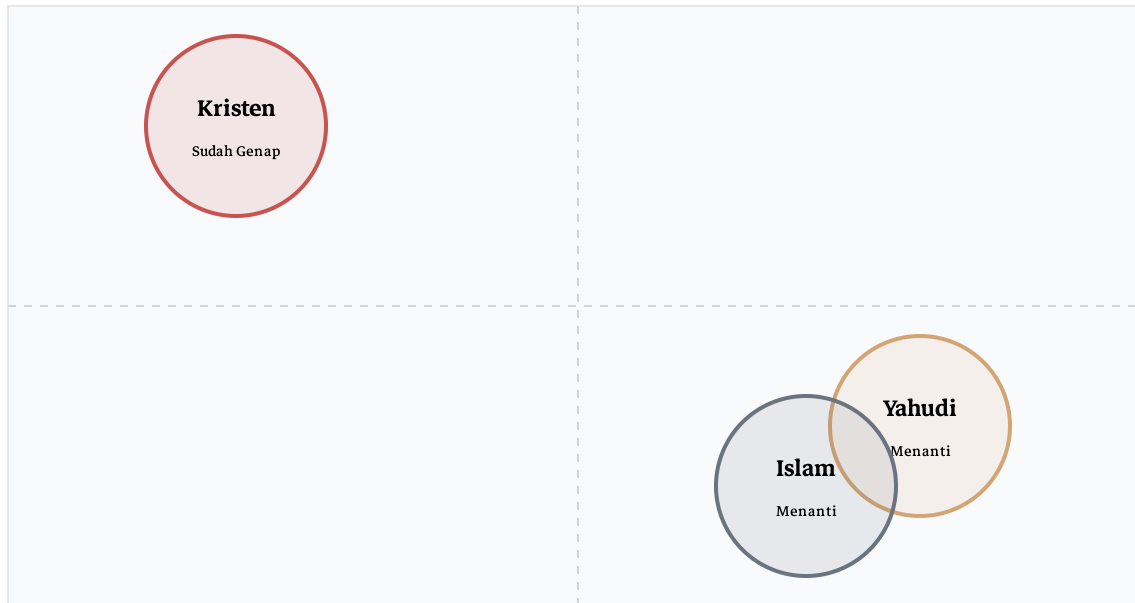 Kristen
Sudah Genap
Yahudi
Menanti
Islam
Menanti